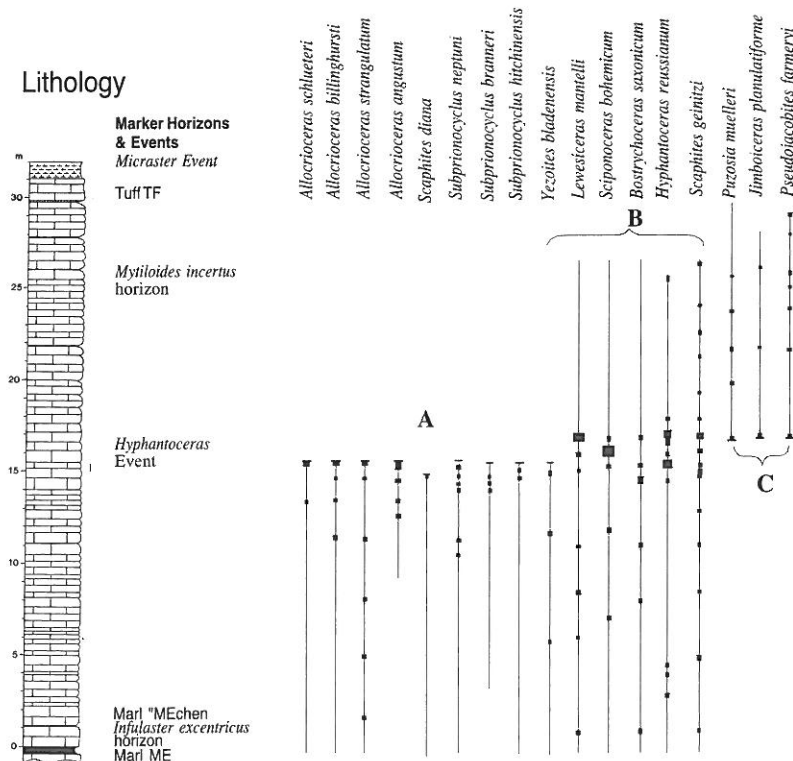 Lithology
Marker Horizons
& Events
m
Micraster Event
Tuff TF
30
Mytiloides incertus
horizon
25
20
Hyphantoceras
Event
15
10
5
Marl "MEchen
Infulaster excentricus
horizon
0
Marl ME
Allocrioceras schlueteri
Allocrioceras billinghursti
Allocrioceras strangulatum
Allocrioceras angustum
Scaphites diana
Subprionocyclus neptuni
Subprionocyclus branneri
Subprionocyclus hitchinensis
Yezoites bladenensis
Lewesiceras mantelli
Sciponoceras bohemicum
Bostrychoceras saxonicum
Hyphantoceras reussianum
Scaphites geinitzi
Puzosia muelleri
Jimboiceras planulatiforme
Pseudojacobites farmeryi
A
B
C